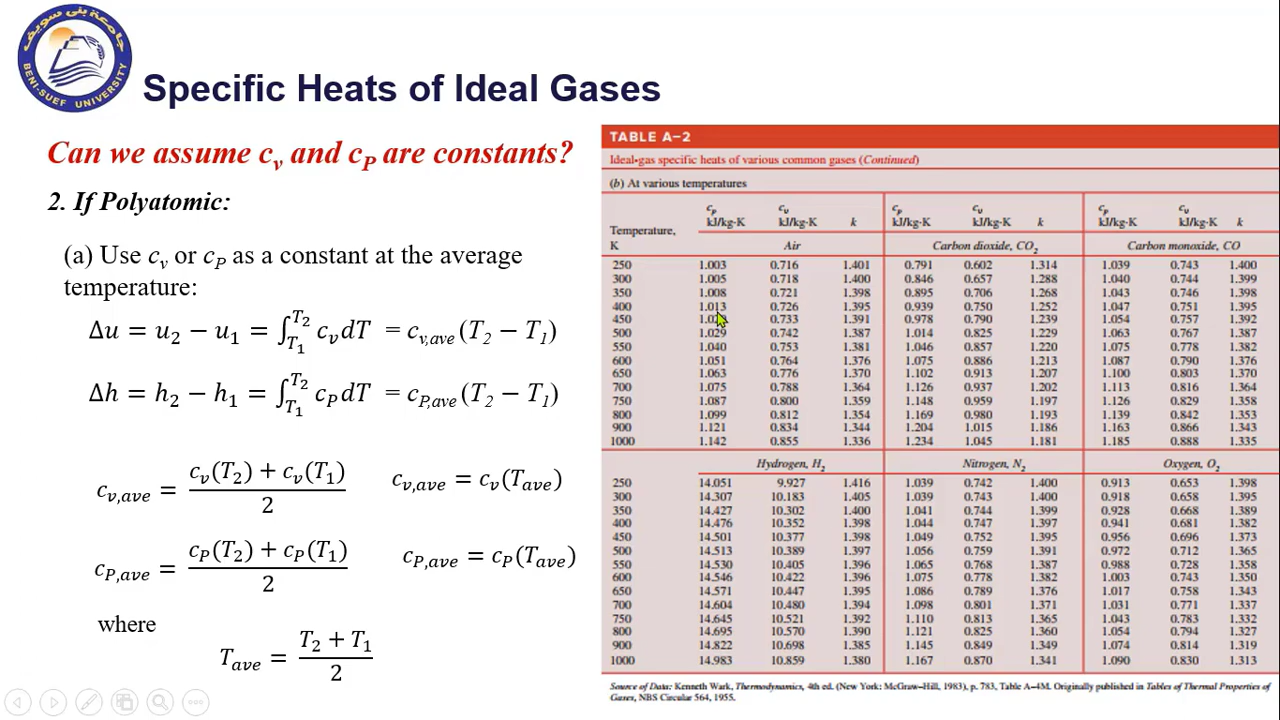 جامعة بنى سويف
BENI-SUEF UNIVERSITY
Specific Heats of Ideal Gases
Can we assume cᵥ and c_P are constants?
2. If Polyatomic:
(a) Use cᵥ or c_P as a constant at the average
temperature:
Δu = u₂ − u₁ = ∫_{T₁}^{T₂} cᵥdT = c_{v,ave}(T₂ − T₁)
Δh = h₂ − h₁ = ∫_{T₁}^{T₂} c_P dT = c_{P,ave}(T₂ − T₁)
c_{v,ave} = (cᵥ(T₂) + cᵥ(T₁)) / 2 c_{v,ave} = cᵥ(T_{ave})
c_{P,ave} = (c_P(T₂) + c_P(T₁)) / 2 c_{P,ave} = c_P(T_{ave})
where
T_{ave} = (T₂ + T₁) / 2
TABLE A–2
Ideal-gas specific heats of various common gases (Continued)
(b) At various temperatures
c_p c_v c_p c_v c_p c_v
kJ/kg·K kJ/kg·K k kJ/kg·K kJ/kg·K k kJ/kg·K kJ/kg·K k
Temperature,
K Air Carbon dioxide, CO₂ Carbon monoxide, CO
250 1.003 0.716 1.401 0.791 0.602 1.314 1.039 0.743 1.400
300 1.005 0.718 1.400 0.846 0.657 1.288 1.040 0.744 1.399
350 1.008 0.721 1.398 0.895 0.706 1.268 1.043 0.746 1.398
400 1.013 0.726 1.395 0.939 0.750 1.252 1.047 0.751 1.395
450 0.733 1.391 0.978 0.790 1.239 1.054 0.757 1.392
500 1.029 0.742 1.387 1.014 0.825 1.229 1.063 0.767 1.387
550 1.040 0.753 1.381 1.046 0.857 1.220 1.075 0.778 1.382
600 1.051 0.764 1.376 1.075 0.886 1.213 1.087 0.790 1.376
650 1.063 0.776 1.370 1.102 0.913 1.207 1.100 0.803 1.370
700 1.075 0.788 1.364 1.126 0.937 1.202 1.113 0.816 1.364
750 1.087 0.800 1.359 1.148 0.959 1.197 1.126 0.829 1.358
800 1.099 0.812 1.354 1.169 0.980 1.193 1.139 0.842 1.353
900 1.121 0.834 1.344 1.204 1.015 1.186 1.163 0.866 1.343
1000 1.142 0.855 1.336 1.234 1.045 1.181 1.185 0.888 1.335
Hydrogen, H₂ Nitrogen, N₂ Oxygen, O₂
250 14.051 9.927 1.416 1.039 0.742 1.400 0.913 0.653 1.398
300 14.307 10.183 1.405 1.039 0.743 1.400 0.918 0.658 1.395
350 14.427 10.302 1.400 1.041 0.744 1.399 0.928 0.668 1.389
400 14.476 10.352 1.398 1.044 0.747 1.397 0.941 0.681 1.382
450 14.501 10.377 1.398 1.049 0.752 1.395 0.956 0.696 1.373
500 14.513 10.389 1.397 1.056 0.759 1.391 0.972 0.712 1.365
550 14.530 10.405 1.396 1.065 0.768 1.387 0.988 0.728 1.358
600 14.546 10.422 1.396 1.075 0.778 1.382 1.003 0.743 1.350
650 14.571 10.447 1.395 1.086 0.789 1.376 1.017 0.758 1.343
700 14.604 10.480 1.394 1.098 0.801 1.371 1.031 0.771 1.337
750 14.645 10.521 1.392 1.110 0.813 1.365 1.043 0.783 1.332
800 14.695 10.570 1.390 1.121 0.825 1.360 1.054 0.794 1.327
900 14.822 10.698 1.385 1.145 0.849 1.349 1.074 0.814 1.319
1000 14.983 10.859 1.380 1.167 0.870 1.341 1.090 0.830 1.313
Source of Data: Kenneth Wark, Thermodynamics, 4th ed. (New York: McGraw-Hill, 1983), p. 783, Table A-4M. Originally published in Tables of Thermal Properties of
Gases, NBS Circular 564, 1955.